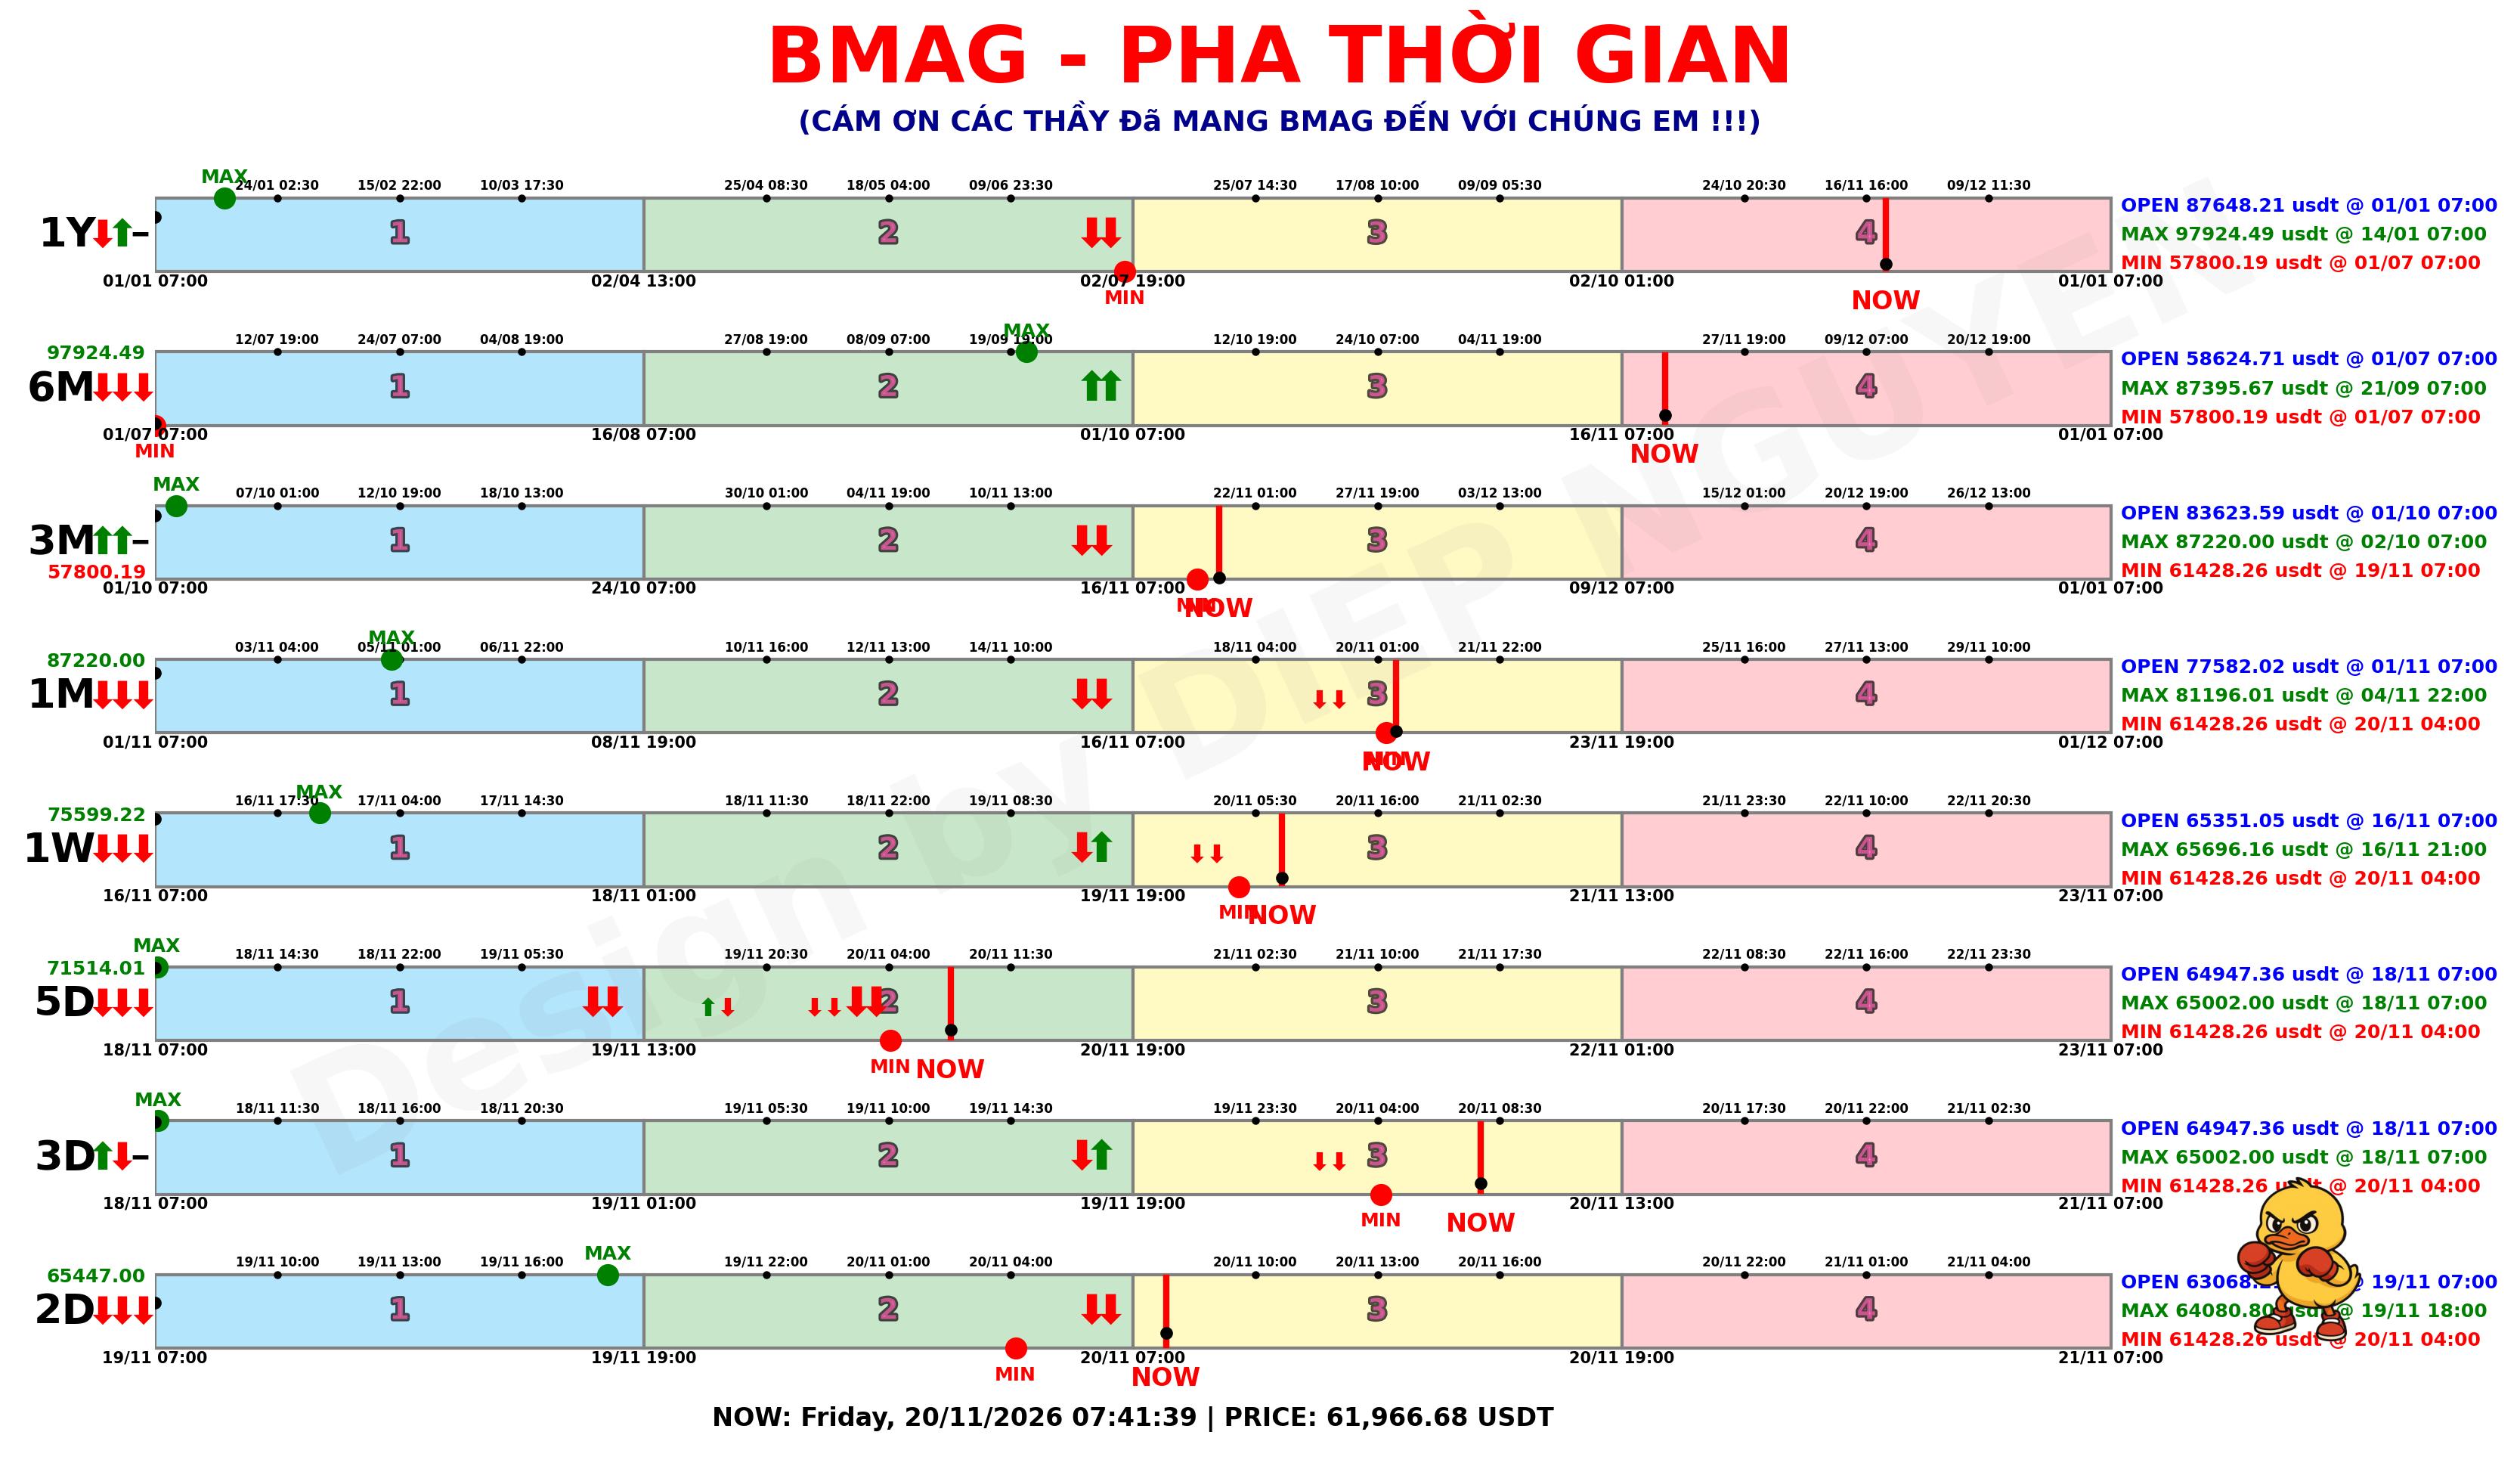 BMAG - PHA THỜI GIAN
(CÁM ƠN CÁC THẦY Đã MANG BMAG ĐẾN VỚI CHÚNG EM !!!)
MAX
24/01 02:30 15/02 22:00 10/03 17:30 25/04 08:30 18/05 04:00 09/06 23:30 25/07 14:30 17/08 10:00 09/09 05:30 24/10 20:30 16/11 16:00 09/12 11:30
OPEN 87648.21 usdt @ 01/01 07:00
1Y 1 2 3 4
MAX 97924.49 usdt @ 14/01 07:00
MIN 57800.19 usdt @ 01/07 07:00
01/01 07:00 02/04 13:00 02/07 19:00 02/10 01:00 01/01 07:00
MIN NOW
MAX
12/07 19:00 24/07 07:00 04/08 19:00 27/08 19:00 08/09 07:00 19/09 19:00 12/10 19:00 24/10 07:00 04/11 19:00 27/11 19:00 09/12 07:00 20/12 19:00
97924.49 OPEN 58624.71 usdt @ 01/07 07:00
6M 1 2 3 4
MAX 87395.67 usdt @ 21/09 07:00
MIN 57800.19 usdt @ 01/07 07:00
01/07 07:00 16/08 07:00 01/10 07:00 16/11 07:00 01/01 07:00
MIN NOW
MAX
07/10 01:00 12/10 19:00 18/10 13:00 30/10 01:00 04/11 19:00 10/11 13:00 22/11 01:00 27/11 19:00 03/12 13:00 15/12 01:00 20/12 19:00 26/12 13:00
OPEN 83623.59 usdt @ 01/10 07:00
3M 1 2 3 4
MAX 87220.00 usdt @ 02/10 07:00
57800.19 MIN 61428.26 usdt @ 19/11 07:00
01/10 07:00 24/10 07:00 16/11 07:00 09/12 07:00 01/01 07:00
MIN NOW
MAX
03/11 04:00 05/11 01:00 06/11 22:00 10/11 16:00 12/11 13:00 14/11 10:00 18/11 04:00 20/11 01:00 21/11 22:00 25/11 16:00 27/11 13:00 29/11 10:00
87220.00 OPEN 77582.02 usdt @ 01/11 07:00
1M 1 2 3 4
MAX 81196.01 usdt @ 04/11 22:00
MIN 61428.26 usdt @ 20/11 04:00
01/11 07:00 08/11 19:00 16/11 07:00 23/11 19:00 01/12 07:00
MIN NOW
MAX
16/11 17:30 17/11 04:00 17/11 14:30 18/11 11:30 18/11 22:00 19/11 08:30 20/11 05:30 20/11 16:00 21/11 02:30 21/11 23:30 22/11 10:00 22/11 20:30
75599.22 OPEN 65351.05 usdt @ 16/11 07:00
1W 1 2 3 4
MAX 65696.16 usdt @ 16/11 21:00
MIN 61428.26 usdt @ 20/11 04:00
16/11 07:00 18/11 01:00 19/11 19:00 21/11 13:00 23/11 07:00
MIN NOW
MAX
18/11 14:30 18/11 22:00 19/11 05:30 19/11 20:30 20/11 04:00 20/11 11:30 21/11 02:30 21/11 10:00 21/11 17:30 22/11 08:30 22/11 16:00 22/11 23:30
71514.01 OPEN 64947.36 usdt @ 18/11 07:00
5D 1 2 3 4
MAX 65002.00 usdt @ 18/11 07:00
MIN 61428.26 usdt @ 20/11 04:00
18/11 07:00 19/11 13:00 20/11 19:00 22/11 01:00 23/11 07:00
MIN NOW
MAX
18/11 11:30 18/11 16:00 18/11 20:30 19/11 05:30 19/11 10:00 19/11 14:30 19/11 23:30 20/11 04:00 20/11 08:30 20/11 17:30 20/11 22:00 21/11 02:30
OPEN 64947.36 usdt @ 18/11 07:00
3D 1 2 3 4
MAX 65002.00 usdt @ 18/11 07:00
MIN 61428.26 usdt @ 20/11 04:00
18/11 07:00 19/11 01:00 19/11 19:00 20/11 13:00 21/11 07:00
MIN NOW
MAX
19/11 10:00 19/11 13:00 19/11 16:00 19/11 22:00 20/11 01:00 20/11 04:00 20/11 10:00 20/11 13:00 20/11 16:00 20/11 22:00 21/11 01:00 21/11 04:00
65447.00 OPEN @ 19/11 07:00
2D 1 2 3 4
MAX 64080.80 usdt @ 19/11 18:00
MIN 61428.26 usdt @ 20/11 04:00
19/11 07:00 19/11 19:00 20/11 07:00 20/11 19:00 21/11 07:00
MIN NOW
NOW: Friday, 20/11/2026 07:41:39 | PRICE: 61,966.68 USDT
Design by DIEP NGUYEN